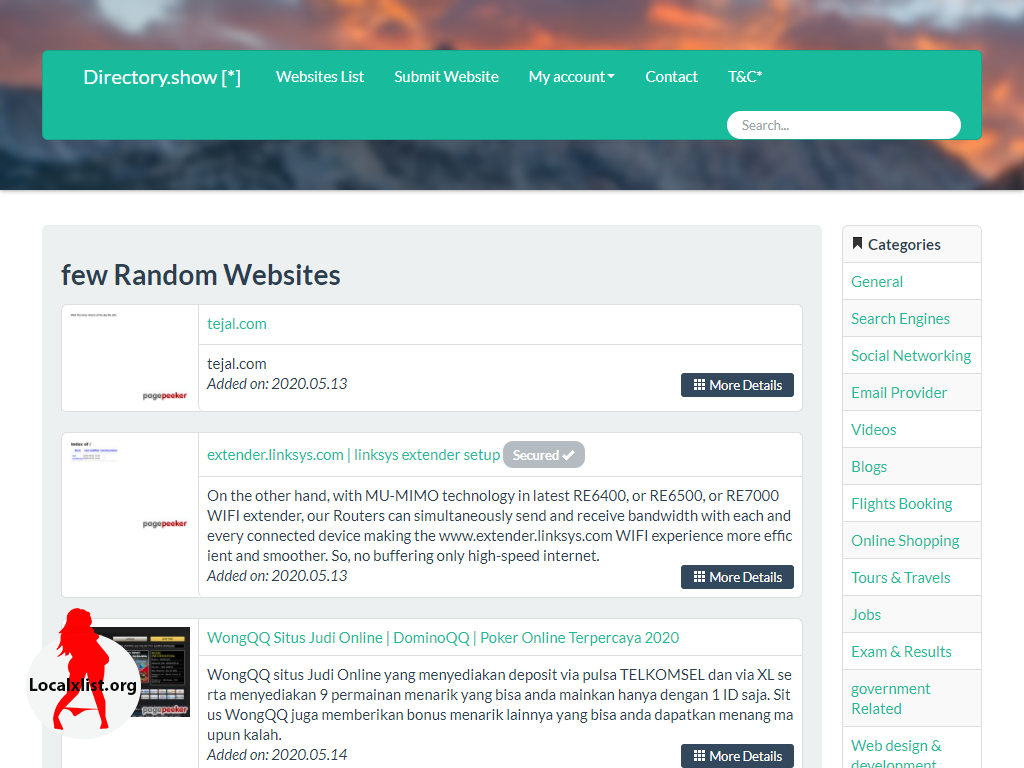 Directory.show [*]
Websites List
Submit Website
My account
Contact
T&C*
Search...
few Random Websites
pagepeeker
tejal.com
tejal.com
Added on: 2020.05.13
More Details
Index of /
pagepeeker
extender.linksys.com | linksys extender setup
Secured
On the other hand, with MU-MIMO technology in latest RE6400, or RE6500, or RE7000
WIFI extender, our Routers can simultaneously send and receive bandwidth with each and
every connected device making the www.extender.linksys.com WIFI experience more effic
ient and smoother. So, no buffering only high-speed internet.
Added on: 2020.05.13
More Details
pagepeeker
WongQQ Situs Judi Online | DominoQQ | Poker Online Terpercaya 2020
WongQQ situs Judi Online yang menyediakan deposit via pulsa TELKOMSEL dan via XL se
rta menyediakan 9 permainan menarik yang bisa anda mainkan hanya dengan 1 ID saja. Sit
us WongQQ juga memberikan bonus menarik lainnya yang bisa anda dapatkan menang ma
upun kalah.
Added on: 2020.05.14
More Details
Localxlist.org
Categories
General
Search Engines
Social Networking
Email Provider
Videos
Blogs
Flights Booking
Online Shopping
Tours & Travels
Jobs
Exam & Results
government
Related
Web design &
development